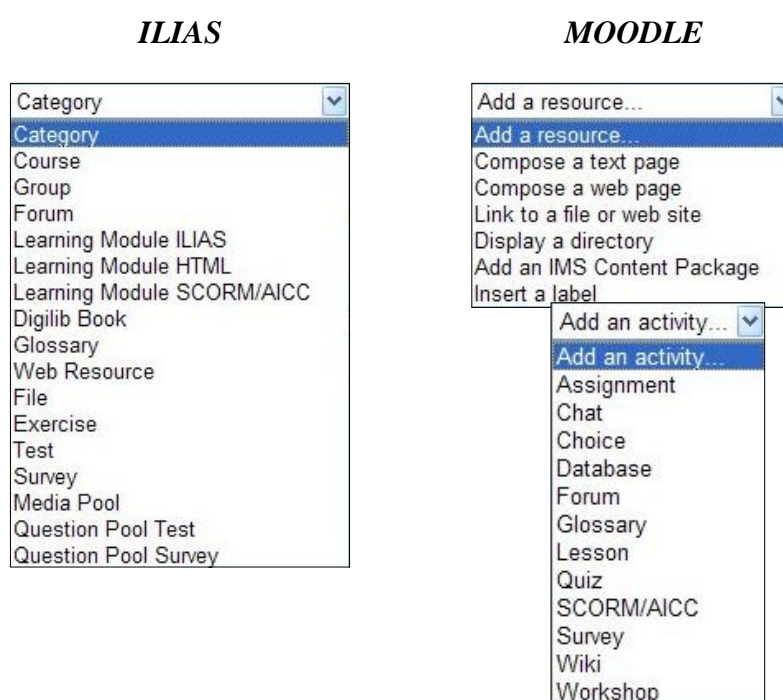 ILIAS
Category
Category
Course
Group
Forum
Learning Module ILIAS
Learning Module HTML
Learning Module SCORM/AICC
Digilib Book
Glossary
Web Resource
File
Exercise
Test
Survey
Media Pool
Question Pool Test
Question Pool Survey
MOODLE
Add a resource...
Add a resource...
Compose a text page
Compose a web page
Link to a file or web site
Display a directory
Add an IMS Content Package
Insert a label
Add an activity...
Add an activity...
Assignment
Chat
Choice
Database
Forum
Glossary
Lesson
Quiz
SCORM/AICC
Survey
Wiki
Workshop